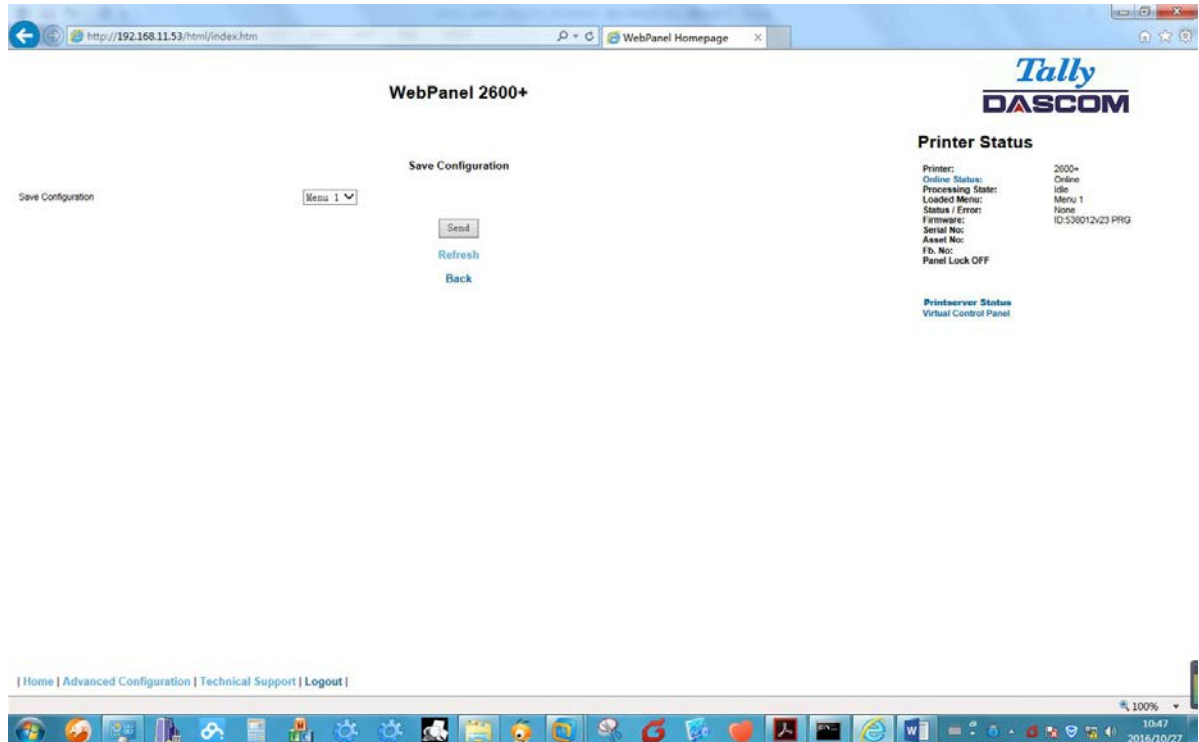 http://192.168.11.53/html/index.htm
WebPanel Homepage
WebPanel 2600+
Tally
DASCOM
Save Configuration
Save Configuration
Menu 1
Send
Refresh
Back
Printer Status
Printer: 2600+
Online Status: Online
Processing State: Idle
Loaded Menu: Menu 1
Status / Error: None
Firmware: ID:538012v23 PRG
Serial No:
Asset No:
Fb. No:
Panel Lock OFF
Printserver Status
Virtual Control Panel
| Home | Advanced Configuration | Technical Support | Logout |
100%
10:47
2016/10/27